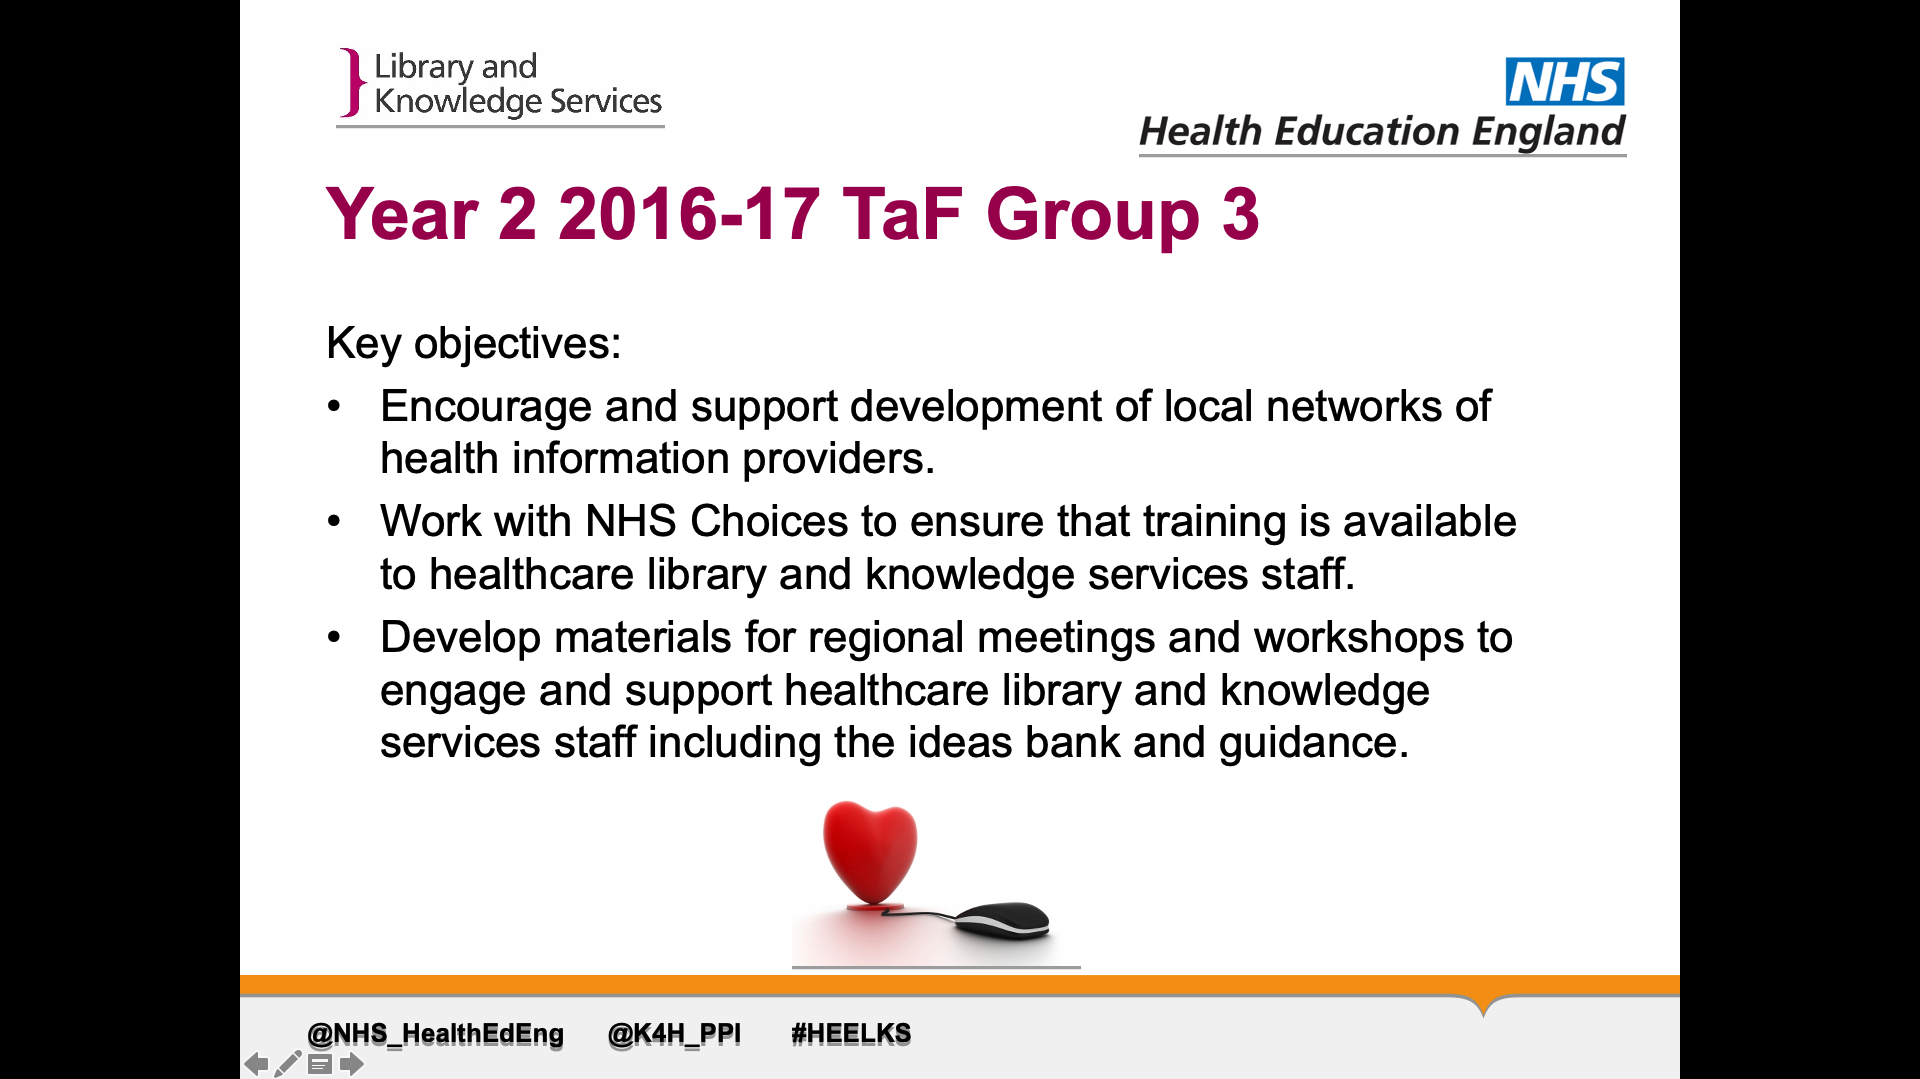 Library and
Knowledge Services
NHS
Health Education England
Year 2 2016-17 TaF Group 3
Key objectives:
• Encourage and support development of local networks of
health information providers.
• Work with NHS Choices to ensure that training is available
to healthcare library and knowledge services staff.
• Develop materials for regional meetings and workshops to
engage and support healthcare library and knowledge
services staff including the ideas bank and guidance.
@NHS_HealthEdEng @K4H_PPI #HEELKS